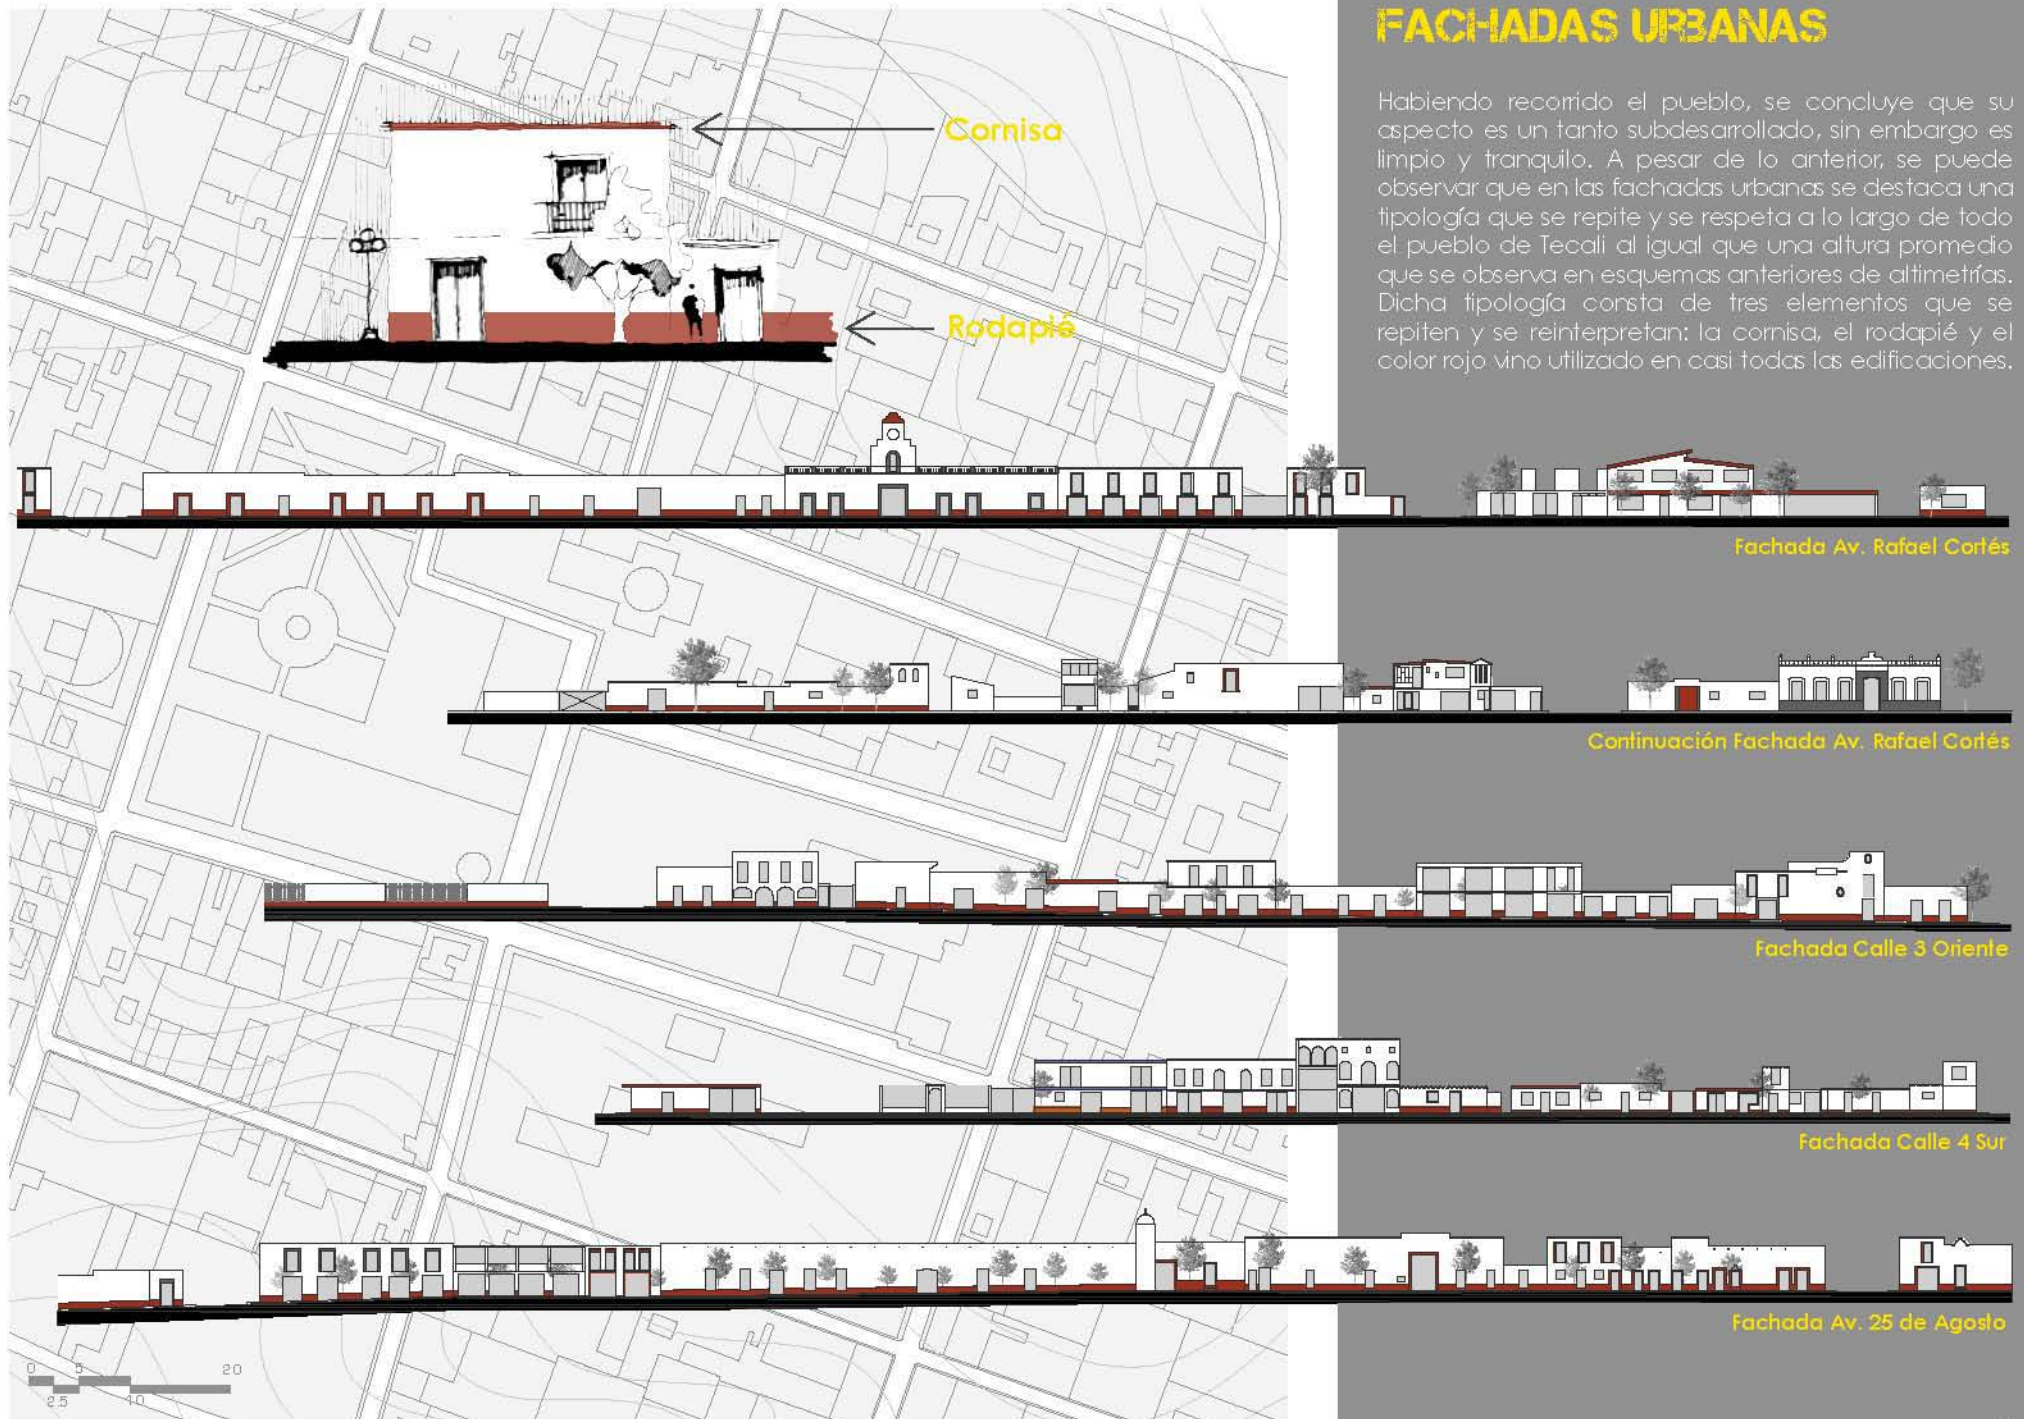 FACHADAS URBANAS
Habiendo recorrido el pueblo, se concluye que su
aspecto es un tanto subdesarrollado, sin embargo es
limpio y tranquilo. A pesar de lo anterior, se puede
observar que en las fachadas urbanas se destaca una
tipología que se repite y se respeta a lo largo de todo
el pueblo de Tecali al igual que una altura promedio
que se observa en esquemas anteriores de altimetrías.
Dicha tipología consta de tres elementos que se
repiten y se reinterpretan: la cornisa, el rodapié y el
color rojo vino utilizado en casi todas las edificaciones.
Cornisa
Rodapié
Fachada Av. Rafael Cortés
Continuación Fachada Av. Rafael Cortés
Fachada Calle 3 Oriente
Fachada Calle 4 Sur
Fachada Av. 25 de Agosto
0 5 20
2.5 10